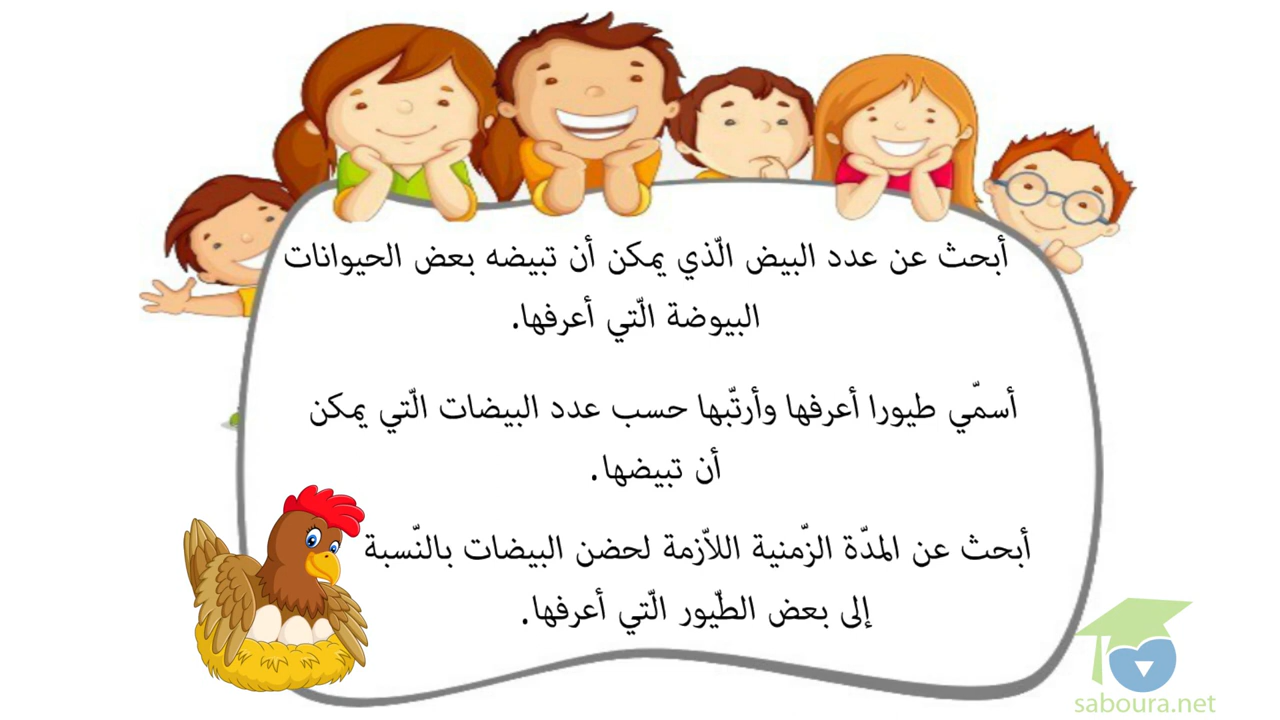 أبحث عن عدد البيض الّذي يمكن أن تبيضه بعض الحيوانات
البيوضة الّتي أعرفها.
أسمّي طيورا أعرفها وأرتّبها حسب عدد البيضات الّتي يمكن
أن تبيضها.
أبحث عن المدّة الزّمنية اللاّزمة لحضن البيضات بالنّسبة
إلى بعض الطّيور الّتي أعرفها.
saboura.net